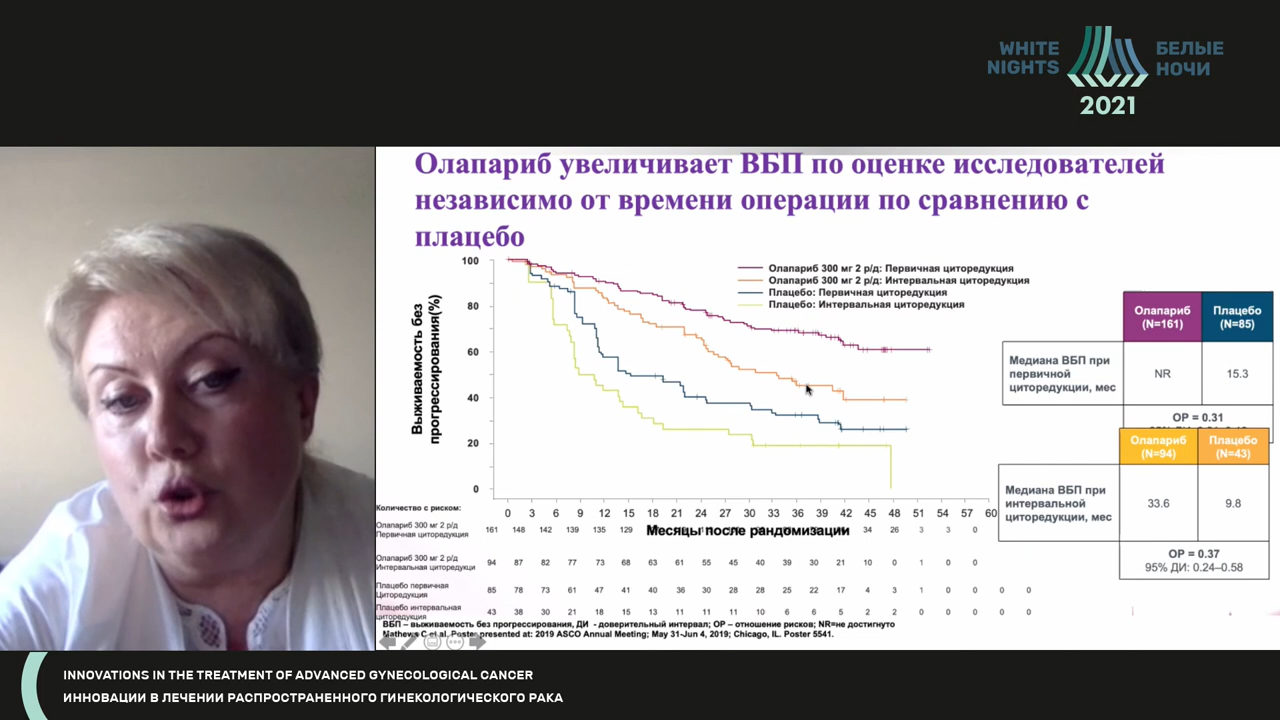 WHITE NIGHTS
БЕЛЫЕ НОЧИ
2021
Олапариб увеличивает ВБП по оценке исследователей
независимо от времени операции по сравнению с
плацебо
Выживаемость без
прогрессирования(%)
100
80
60
40
20
0
Олапариб 300 мг 2 р/д: Первичная циторедукция
Олапариб 300 мг 2 р/д: Интервальная циторедукция
Плацебо: Первичная циторедукция
Плацебо: Интервальная циторедукция
0 3 6 9 12 15 18 21 24 27 30 33 36 39 42 45 48 51 54 57 60
Месяцы после рандомизации
Олапариб (N=161)
Плацебо (N=85)
Медиана ВБП при первичной циторедукции, мес
NR
15.3
ОР = 0.31
Олапариб (N=94)
Плацебо (N=43)
Медиана ВБП при интервальной циторедукции, мес
33.6
9.8
ОР = 0.37
95% ДИ: 0.24–0.58
Количество с риском:
Олапариб 300 мг 2 р/д
Первичная циторедукция
161 148 142 139 135 129 34 26 3 3 0
Олапариб 300 мг 2 р/д
Интервальная циторедукци
94 87 82 77 73 68 63 61 55 45 40 39 30 21 10 0 1 0 0
Плацебо первичная
Циторедукция
85 78 73 61 47 41 40 36 30 28 28 25 22 17 4 3 1 0 0 0 0
Плацебо интервальная
циторедукция
43 38 30 21 18 15 13 11 11 11 10 6 6 5 2 2 0 0 0 0 0
ВБП – выживаемость без прогрессирования, ДИ - доверительный интервал; ОР – отношение рисков; NR=не достигнуто
Mathews C et al. Poster presented at: 2019 ASCO Annual Meeting; May 31-Jun 4, 2019; Chicago, IL. Poster 5541.
INNOVATIONS IN THE TREATMENT OF ADVANCED GYNECOLOGICAL CANCER
ИННОВАЦИИ В ЛЕЧЕНИИ РАСПРОСТРАНЕННОГО ГИНЕКОЛОГИЧЕСКОГО РАКА